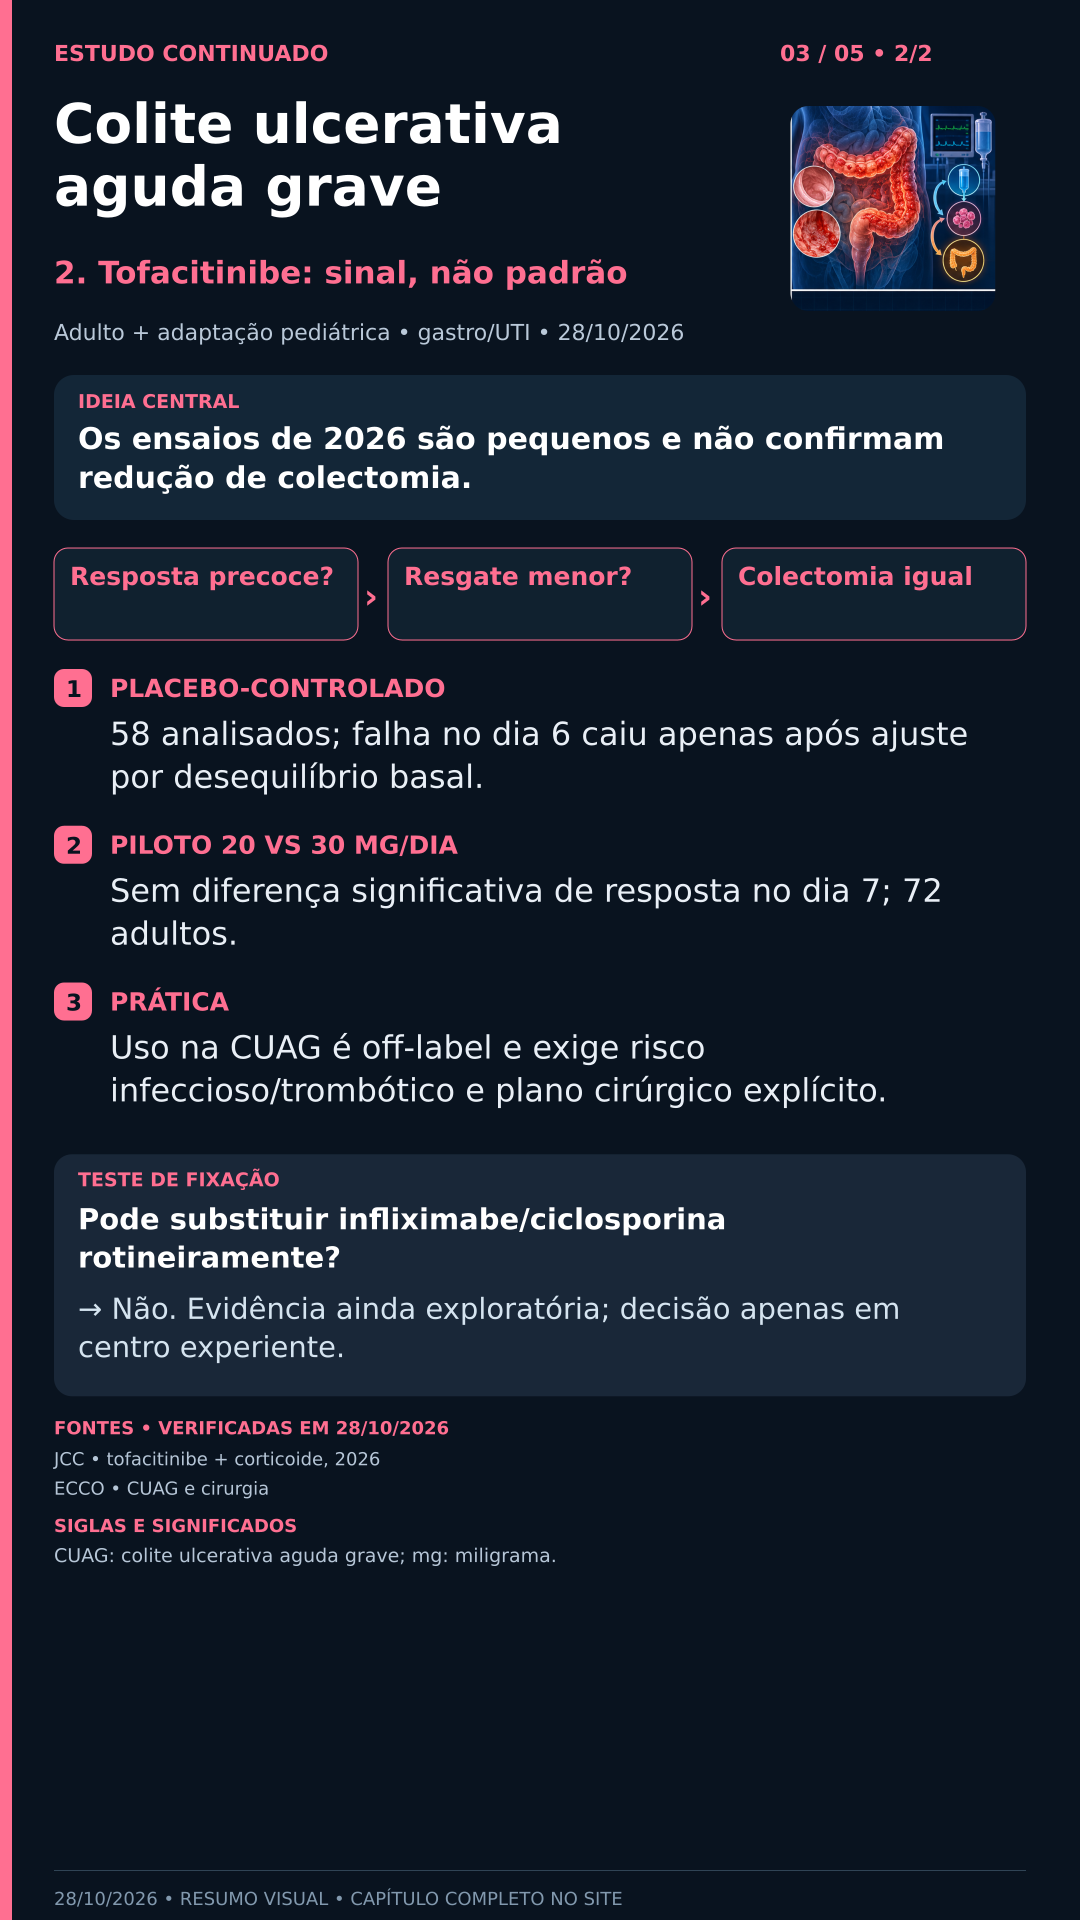 ESTUDO CONTINUADO
03 / 05 • 2/2
Colite ulcerativa
aguda grave
2. Tofacitinibe: sinal, não padrão
Adulto + adaptação pediátrica • gastro/UTI • 28/10/2026
IDEIA CENTRAL
Os ensaios de 2026 são pequenos e não confirmam
redução de colectomia.
Resposta precoce?
›
Resgate menor?
›
Colectomia igual
1 PLACEBO-CONTROLADO
58 analisados; falha no dia 6 caiu apenas após ajuste
por desequilíbrio basal.
2 PILOTO 20 VS 30 MG/DIA
Sem diferença significativa de resposta no dia 7; 72
adultos.
3 PRÁTICA
Uso na CUAG é off-label e exige risco
infeccioso/trombótico e plano cirúrgico explícito.
TESTE DE FIXAÇÃO
Pode substituir infliximabe/ciclosporina
rotineiramente?
→ Não. Evidência ainda exploratória; decisão apenas em
centro experiente.
FONTES • VERIFICADAS EM 28/10/2026
JCC • tofacitinibe + corticoide, 2026
ECCO • CUAG e cirurgia
SIGLAS E SIGNIFICADOS
CUAG: colite ulcerativa aguda grave; mg: miligrama.
28/10/2026 • RESUMO VISUAL • CAPÍTULO COMPLETO NO SITE